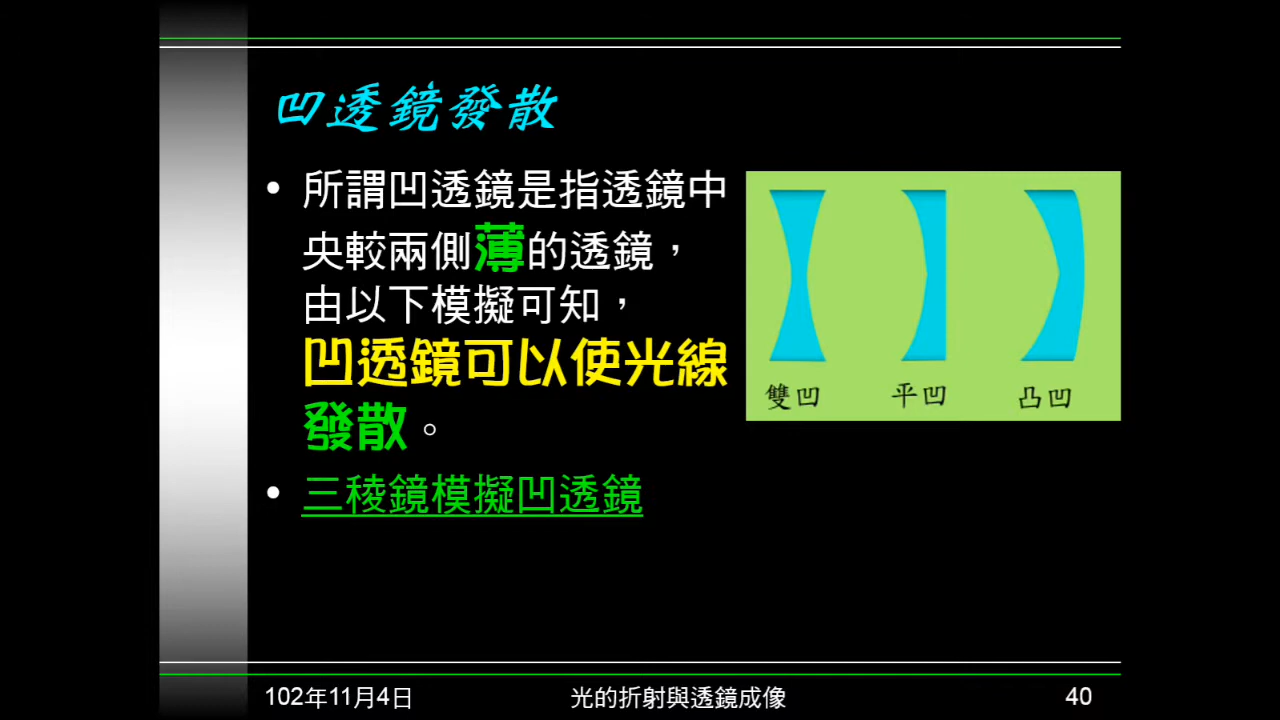 凹透鏡發散
• 所謂凹透鏡是指透鏡中
央較兩側薄的透鏡，
由以下模擬可知，
凹透鏡可以使光線
發散。
• 三稜鏡模擬凹透鏡
雙凹 平凹 凸凹
102年11月4日 光的折射與透鏡成像 40